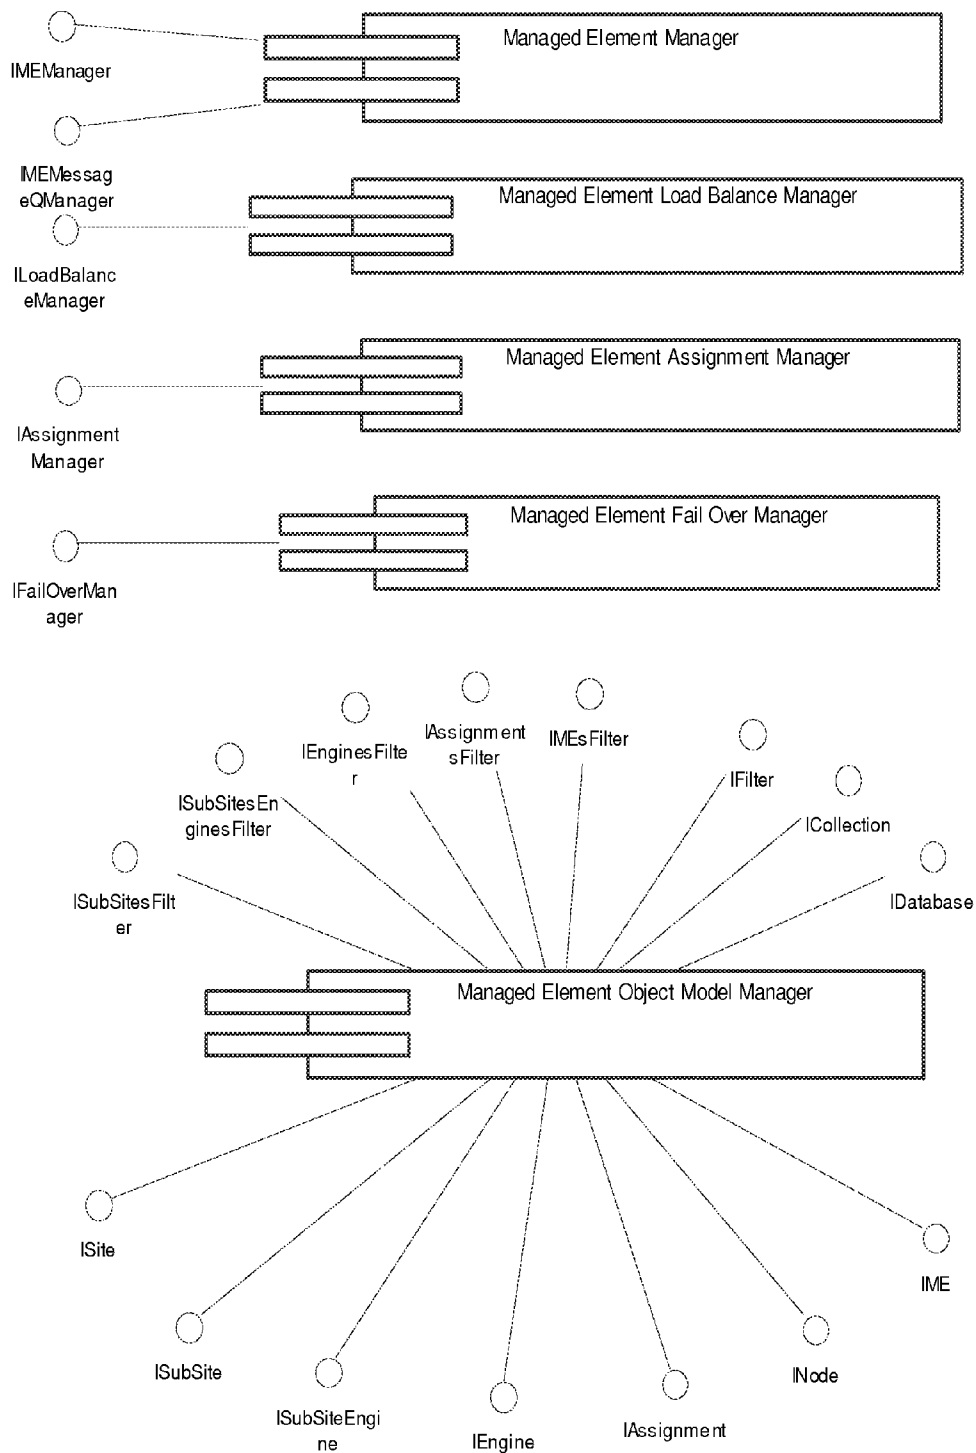 Managed Element Manager
IMEManager
IMEMessag
eQManager
Managed Element Load Balance Manager
ILoadBalanc
eManager
Managed Element Assignment Manager
IAssignment
Manager
Managed Element Fail Over Manager
IFailOverMan
ager
IEnginesFilte
r
IAssignment
sFilter
IMEsFilter
IFilter
ISubSitesEn
ginesFilter
ICollection
ISubSitesFilt
er
IDatabase
Managed Element Object Model Manager
ISite
IME
ISubSite
INode
ISubSiteEngi
ne
IEngine
IAssignment